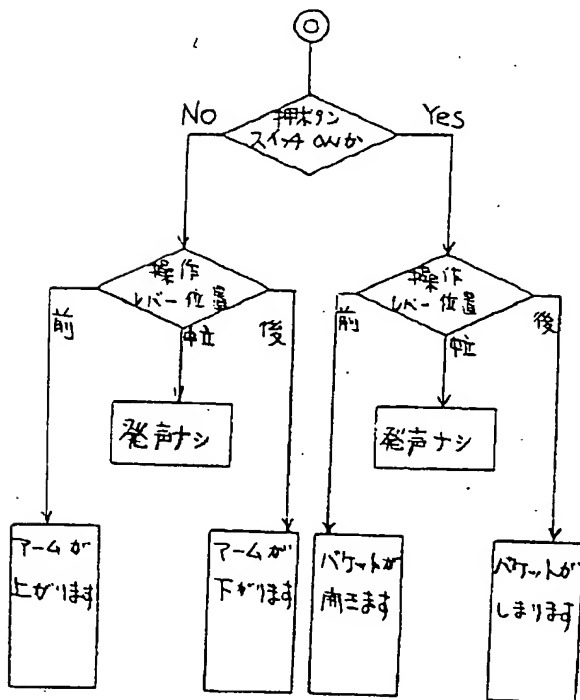 押ボタン
スイッチONか
No
Yes
操作
レバー位置
操作
レバー位置
前
中立
後
前
中立
後
発声ナシ
発声ナシ
アームが
上がります
アームが
下がります
バケットが
開きます
バケットが
しまります